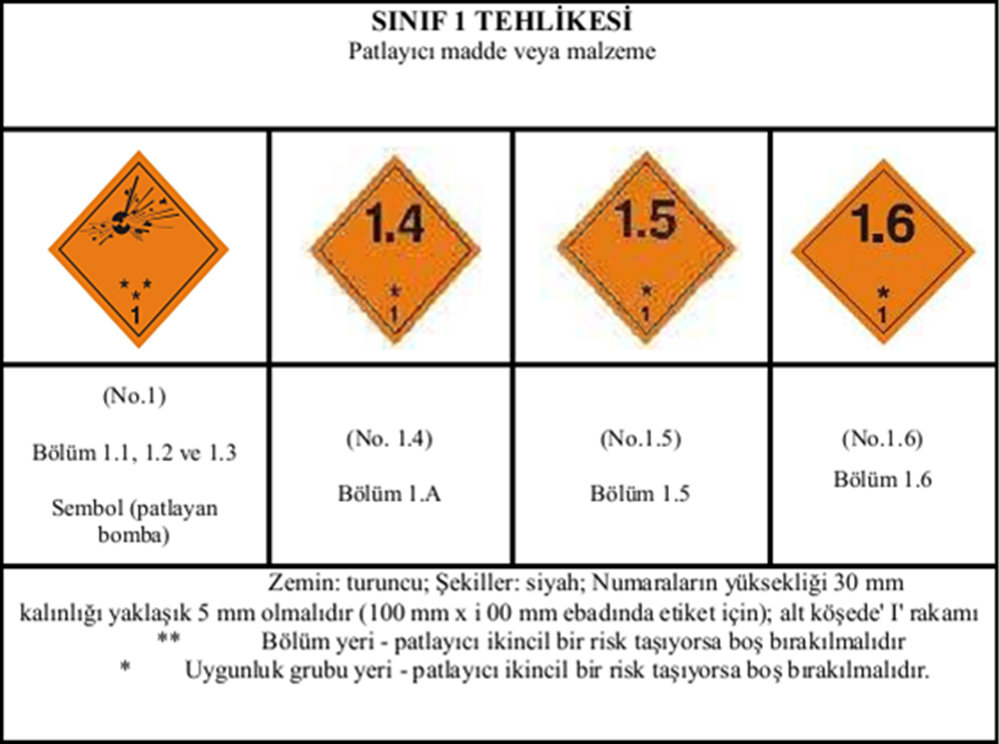 SINIF 1 TEHLİKESİ
Patlayıcı madde veya malzeme
* *
*
1
1.4
*
1
1.5
*
1
1.6
*
1
(No.1)
Bölüm 1.1, 1.2 ve 1.3
Sembol (patlayan
bomba)
(No. 1.4)
Bölüm 1.A
(No.1.5)
Bölüm 1.5
(No.1.6)
Bölüm 1.6
Zemin: turuncu; Şekiller: siyah; Numaraların yüksekliği 30 mm
kalınlığı yaklaşık 5 mm olmalıdır (100 mm x i 00 mm ebadında etiket için); alt köşede' I' rakamı
** Bölüm yeri - patlayıcı ikincil bir risk taşıyorsa boş bırakılmalıdır
* Uygunluk grubu yeri - patlayıcı ikincil bir risk taşıyorsa boş bırakılmalıdır.